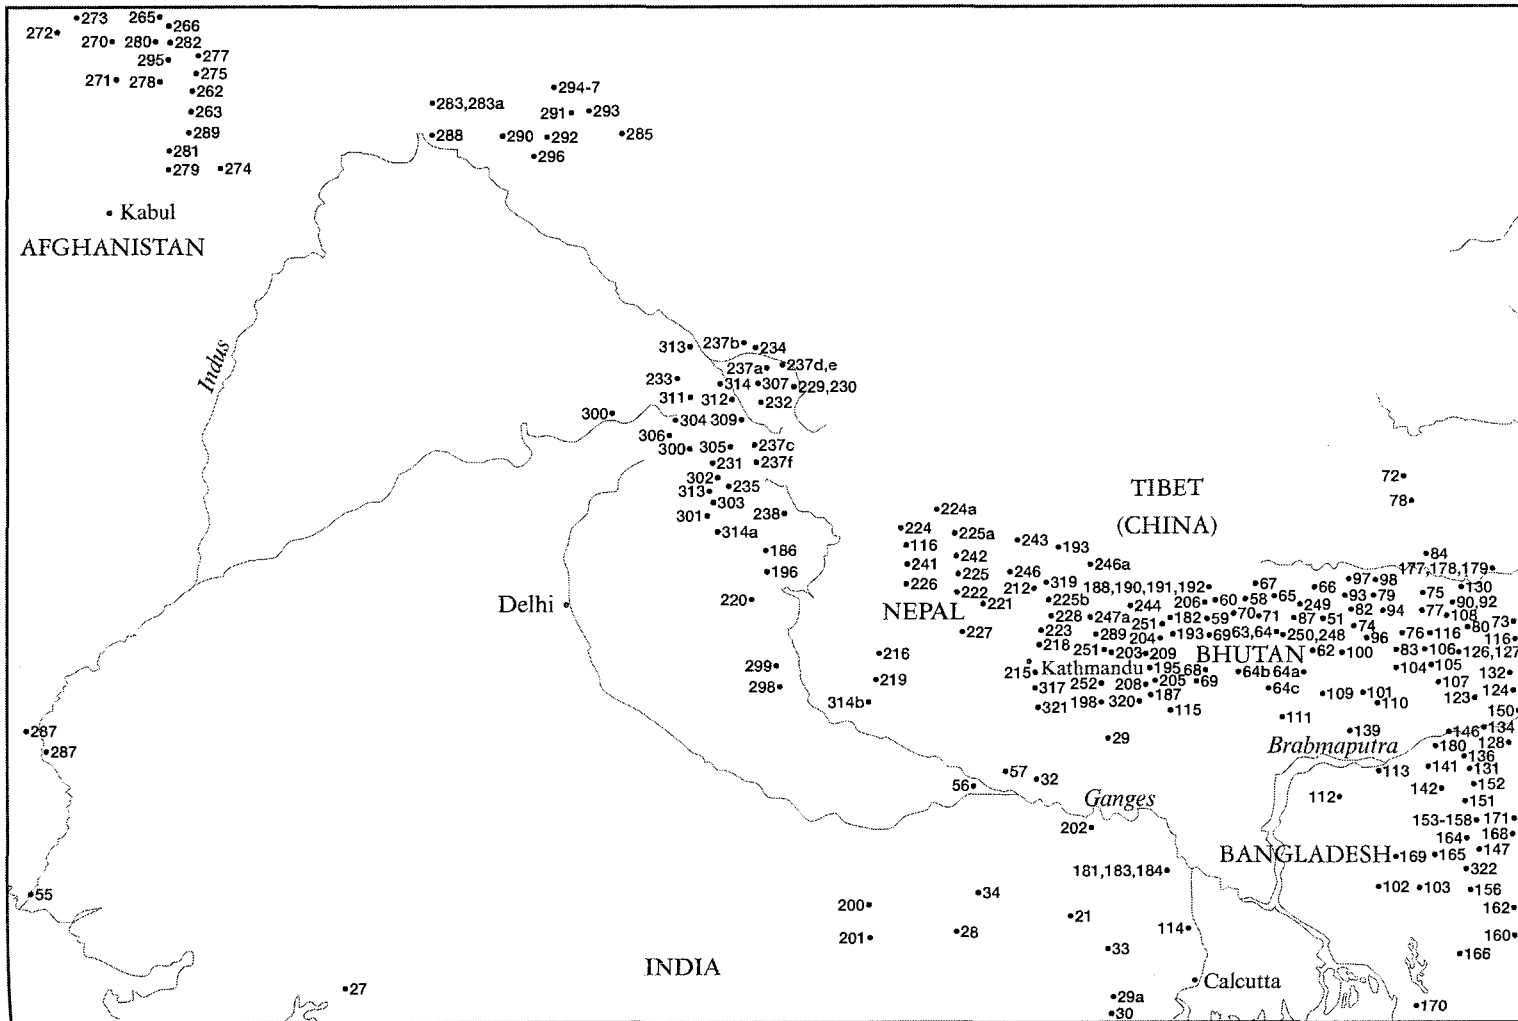 273 265
266
272
270 280 282
295 277
275
271 278
262
263
289
281
279 274
Kabul
AFGHANISTAN
294-7
283,283a
291 293
288 290 292 285
296
Indus
313 237b 234
237a 237d,e
233 314 307 229,230
311 312 232
300 304 309
306
300 305 237c
231 237f
302
313 235
303
301 238
314a
186
196
220
Delhi
299
298
TIBET
(CHINA)
72
78
224a
224 225a 243 193
116
242 246a
241
225 246
226 222 212 319
221 225b
NEPAL
228 247a
227 223 289
218 251 203 209
216
215 Kathmandu 195
219 317 252 208 205
314b 321 198 320 187
115
84
177,178,179
188,190,191,192 67 66 97 98 130
206 60 58 65 93 79 75 90,92
244 249 82 94 77 108
251 182 59 70 71 87 51 74 80 73
204 193 69 63,64 250,248 96 76 116 116
BHUTAN 62 100 83 106 126,127
68 64b 64a 104 105 132
69 64c 107 124
109 101 123
110
111 150
139 146 134
Brabmaputra 180 128
136
113 141 131
142 152
112 151
153-158 171
164 168
147
BANGLADESH 169 165
322
102 103 156
162
160
166
170
287
287
55
27
29
57
56 32
Ganges
202
181,183,184
34
200
21
201 28 114
33
INDIA
Calcutta
29a
30